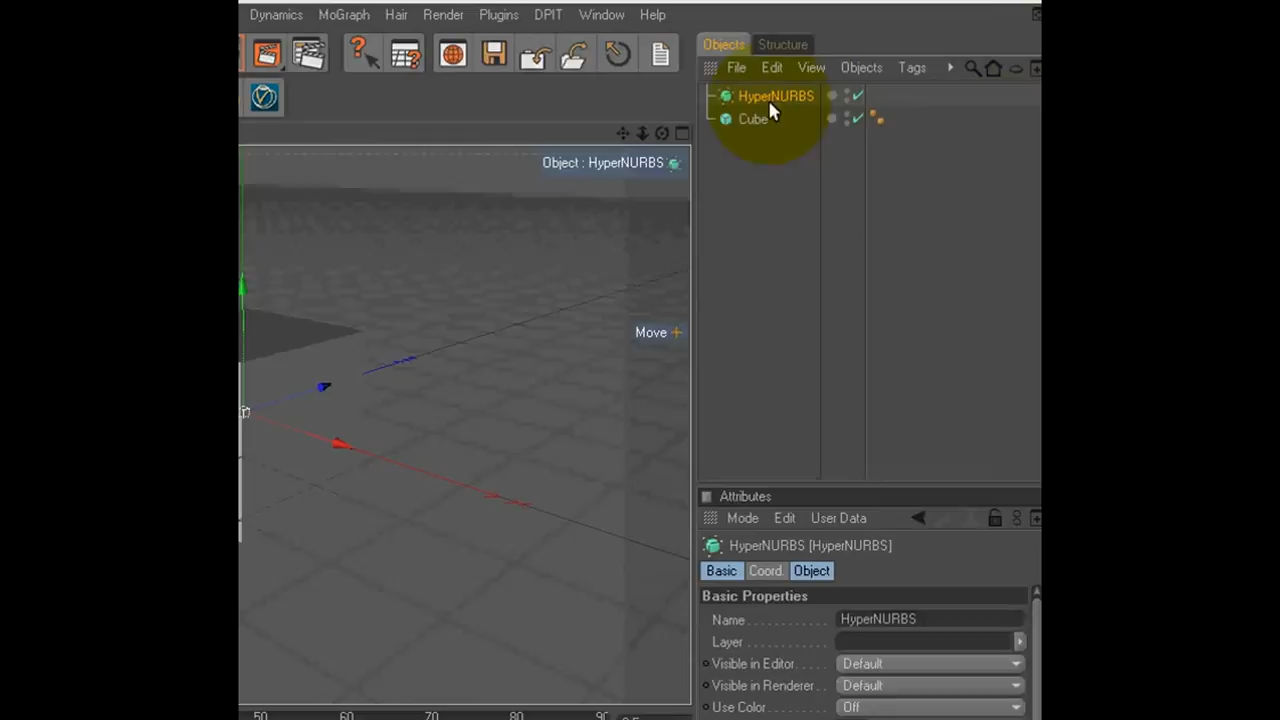 Dynamics MoGraph Hair Render Plugins DPIT Window Help
Objects Structure
File Edit View Objects Tags
HyperNURBS
Cube
Object : HyperNURBS
Move
Attributes
Mode Edit User Data
HyperNURBS [HyperNURBS]
Basic Coord. Object
Basic Properties
Name . . . . . . . . . . . HyperNURBS
Layer . . . . . . . . . . .
Visible in Editor . . . . . Default
Visible in Renderer . . Default
Use Color . . . . . . . . Off
50 60 70 80